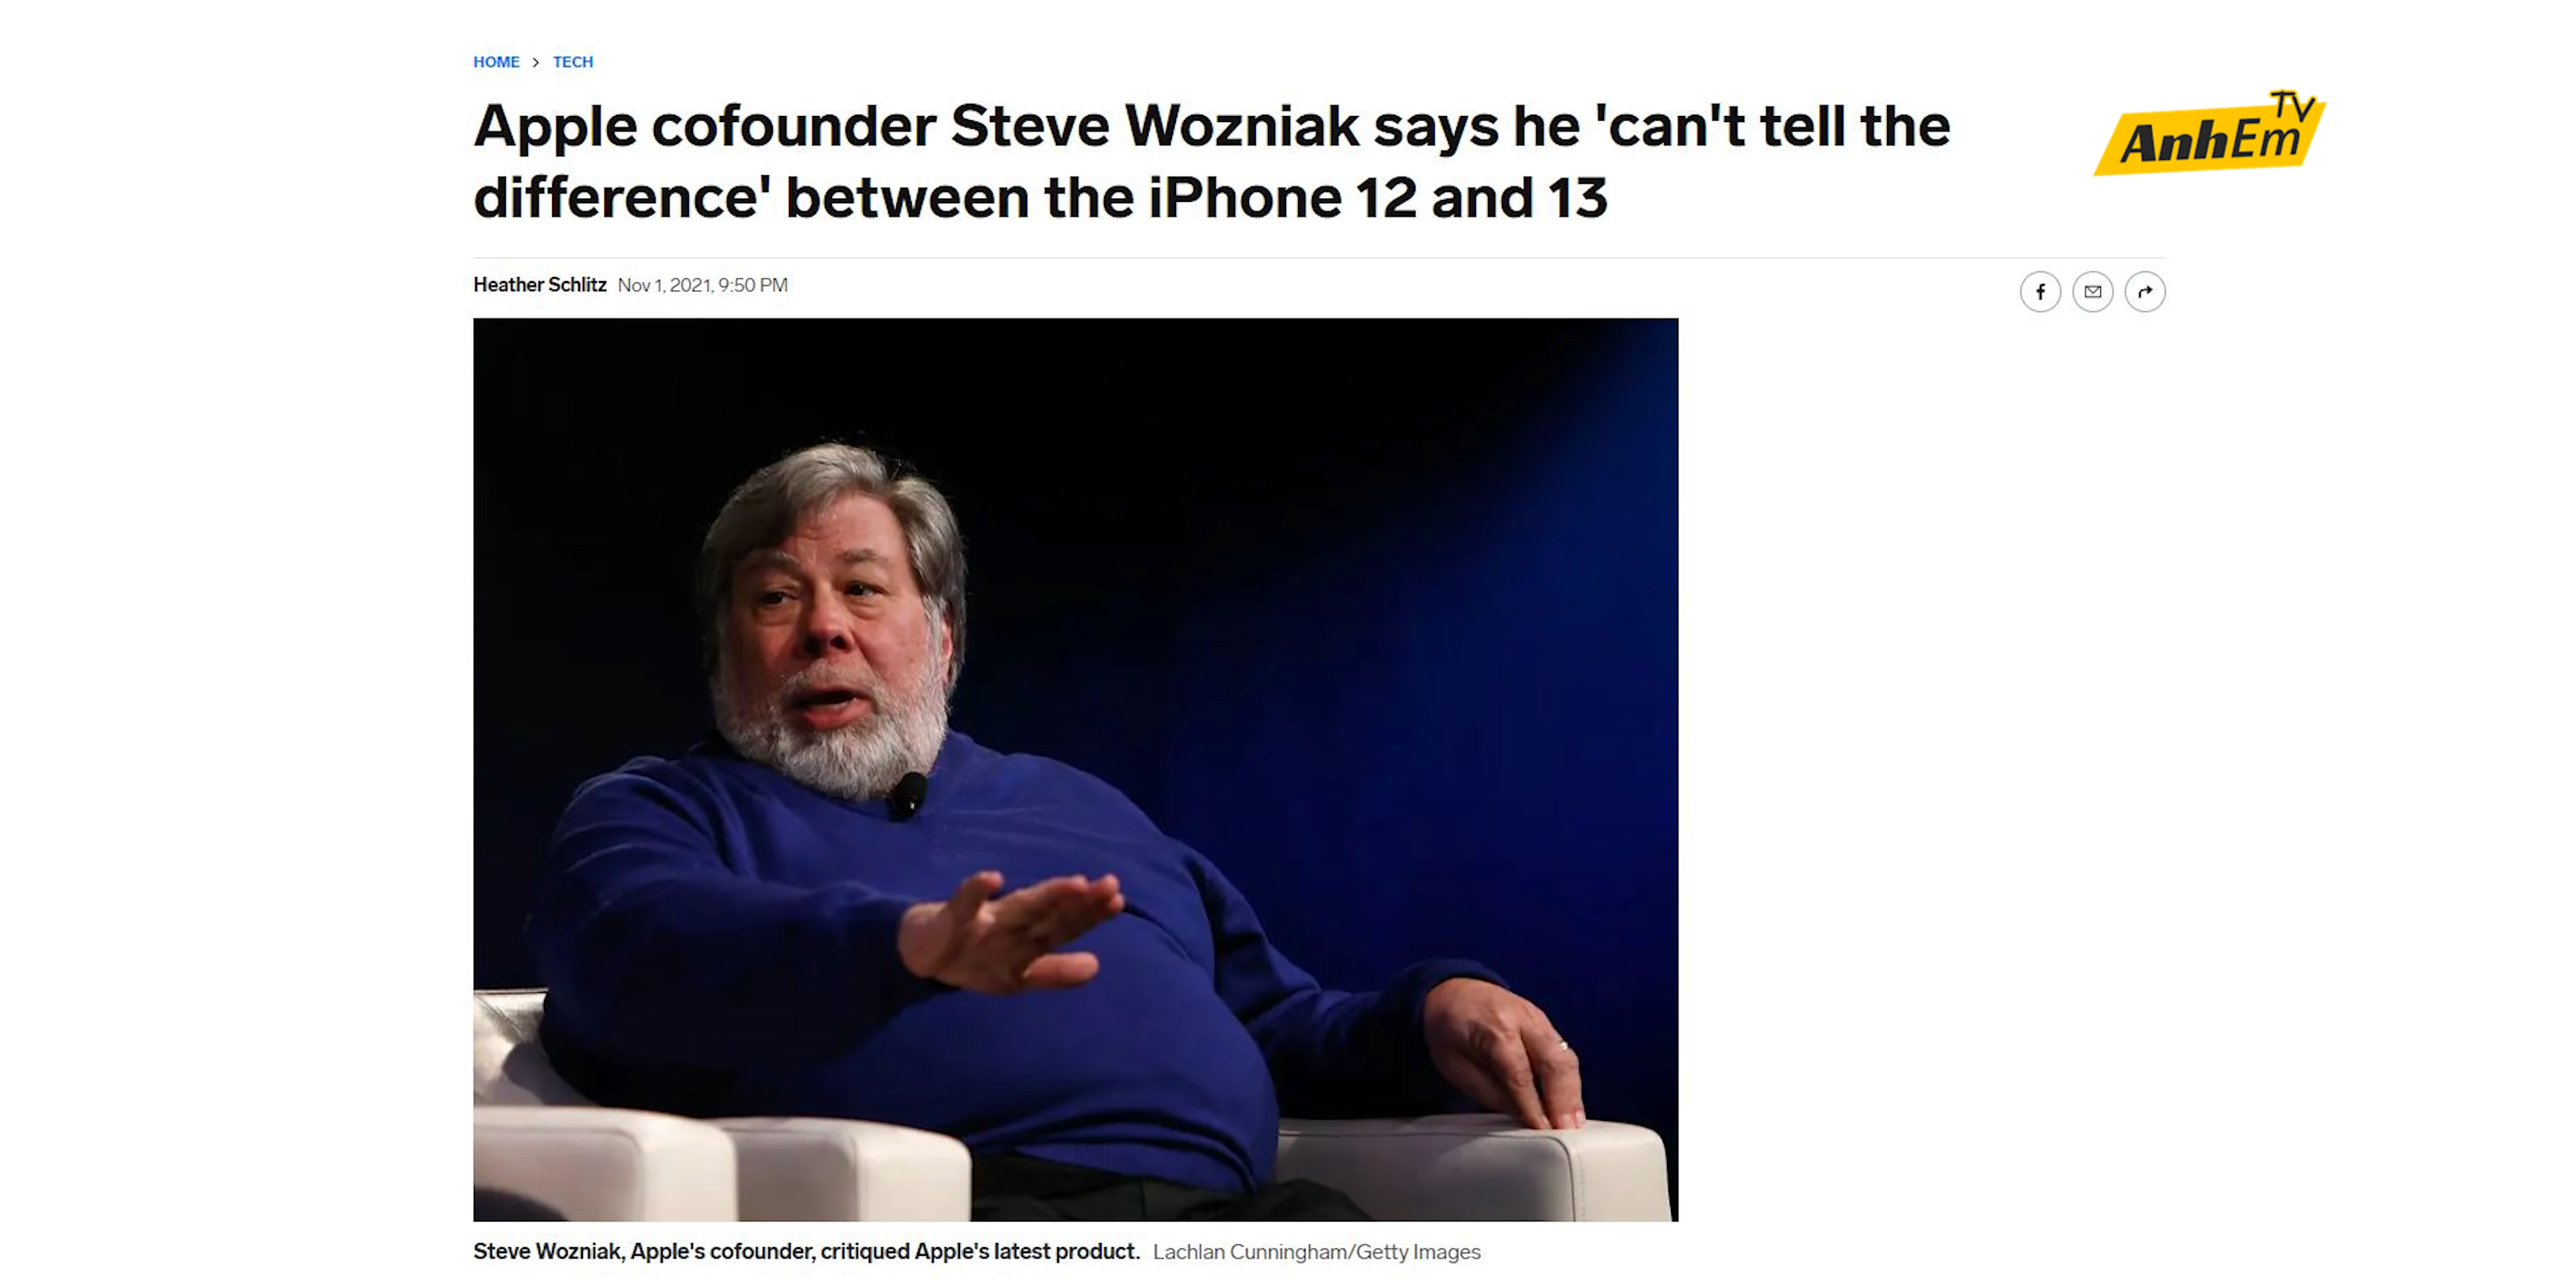 HOME > TECH
Apple cofounder Steve Wozniak says he 'can't tell the
difference' between the iPhone 12 and 13
AnhEm TV
Heather Schlitz Nov 1, 2021, 9:50 PM
Steve Wozniak, Apple's cofounder, critiqued Apple's latest product. Lachlan Cunningham/Getty Images